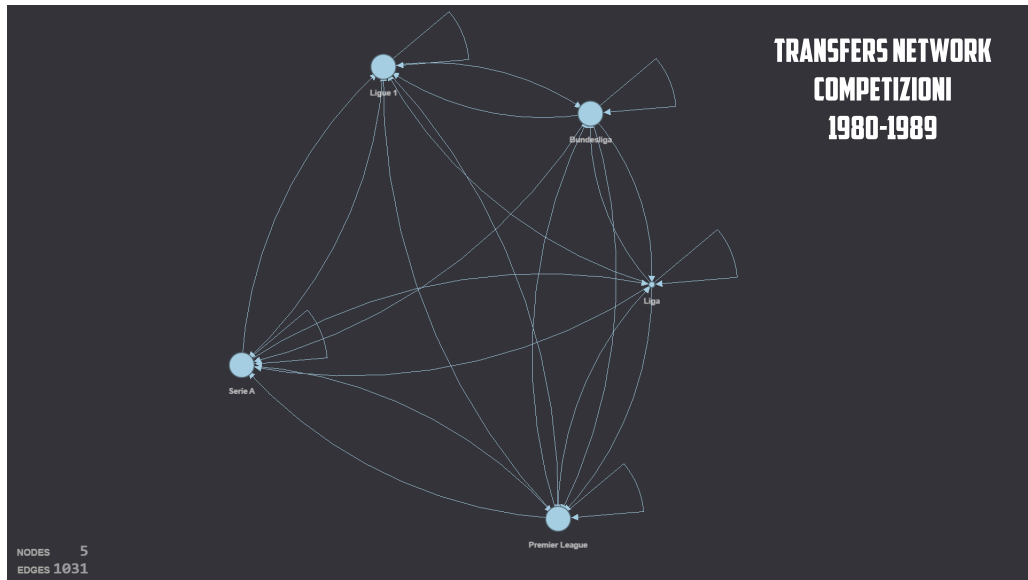 TRANSFERS NETWORK
COMPETIZIONI
1980-1989
Ligue 1
Bundesliga
Liga
Serie A
Premier League
NODES 5
EDGES 1031